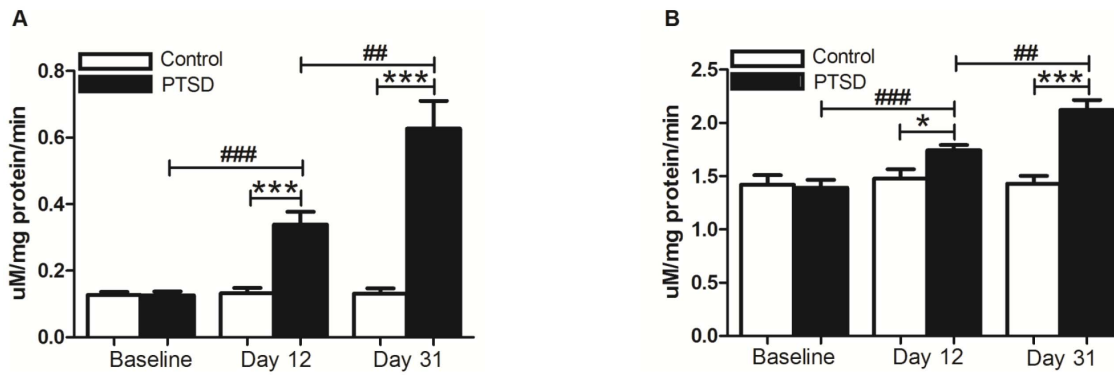 A
Control
PTSD
##
***
###
***
uM/mg protein/min
0.8
0.6
0.4
0.2
0.0
Baseline Day 12 Day 31
B
Control
PTSD
##
***
###
*
uM/mg protein/min
2.5
2.0
1.5
1.0
0.5
0.0
Baseline Day 12 Day 31